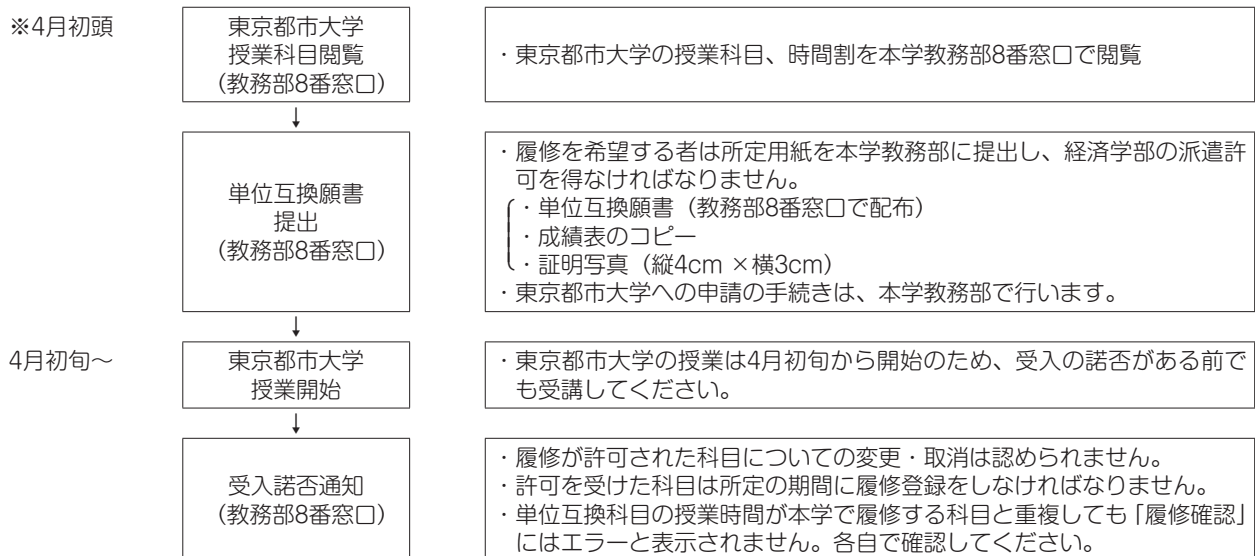 ※4月初頭
東京都市大学
授業科目閲覧
（教務部8番窓口）
・東京都市大学の授業科目、時間割を本学教務部8番窓口で閲覧
↓
単位互換願書
提出
（教務部8番窓口）
・履修を希望する者は所定用紙を本学教務部に提出し、経済学部の派遣許
可を得なければなりません。
・単位互換願書（教務部8番窓口で配布）
・成績表のコピー
・証明写真（縦4cm ×横3cm）
・東京都市大学への申請の手続きは、本学教務部で行います。
↓
4月初旬～
東京都市大学
授業開始
・東京都市大学の授業は4月初旬から開始のため、受入の諾否がある前で
も受講してください。
↓
受入諾否通知
（教務部8番窓口）
・履修が許可された科目についての変更・取消は認められません。
・許可を受けた科目は所定の期間に履修登録をしなければなりません。
・単位互換科目の授業時間が本学で履修する科目と重複しても「履修確認」
にはエラーと表示されません。各自で確認してください。